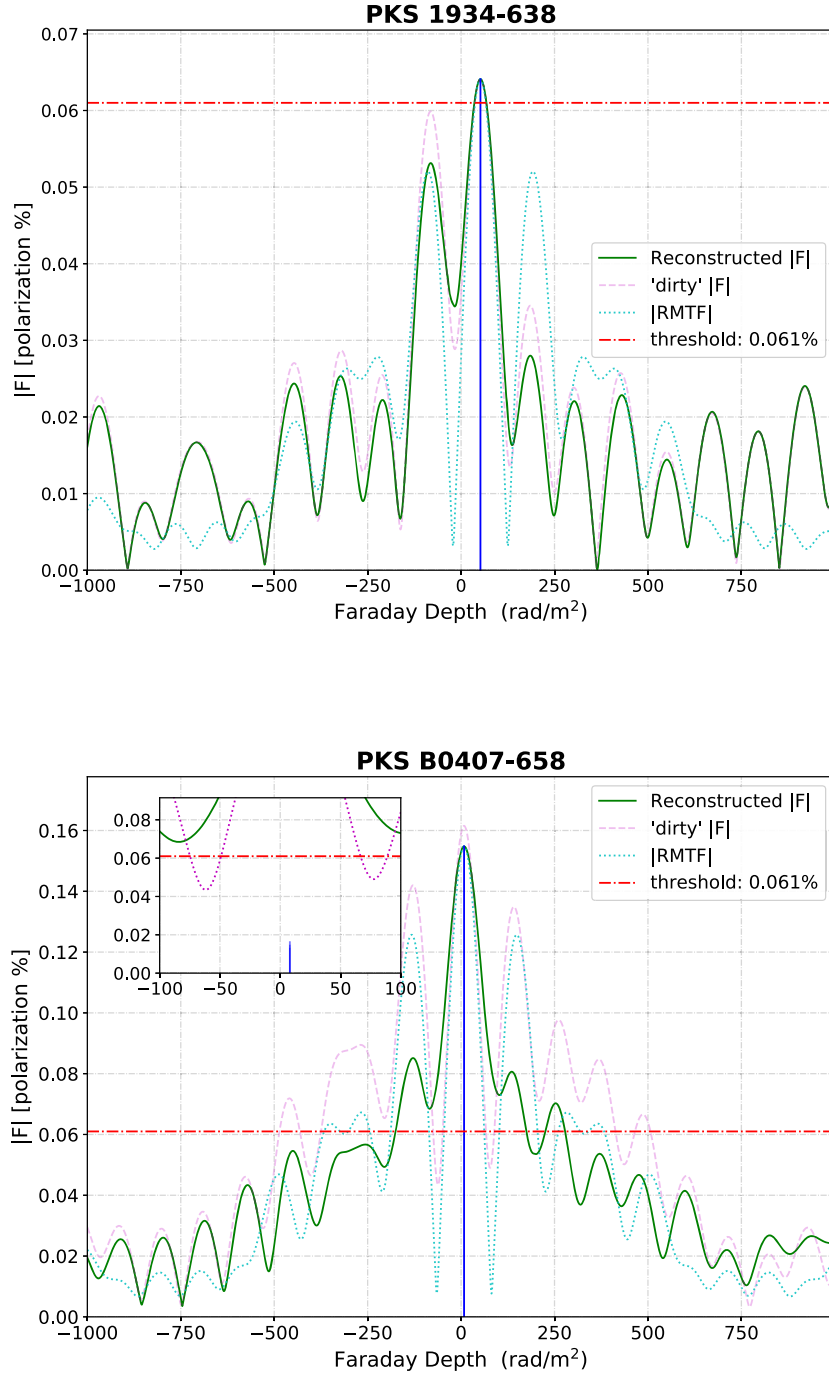 PKS 1934-638
0.07
0.06
0.05
0.04
0.03
0.02
0.01
0.00
|F| [polarization %]
Reconstructed |F|
'dirty' |F|
|RMTF|
threshold: 0.061%
−1000 −750 −500 −250 0 250 500 750
Faraday Depth (rad/m²)
PKS B0407-658
0.16
0.14
0.12
0.10
0.08
0.06
0.04
0.02
0.00
|F| [polarization %]
0.08
0.06
0.04
0.02
0.00
−100 −50 0 50 100
Reconstructed |F|
'dirty' |F|
|RMTF|
threshold: 0.061%
−1000 −750 −500 −250 0 250 500 750
Faraday Depth (rad/m²)